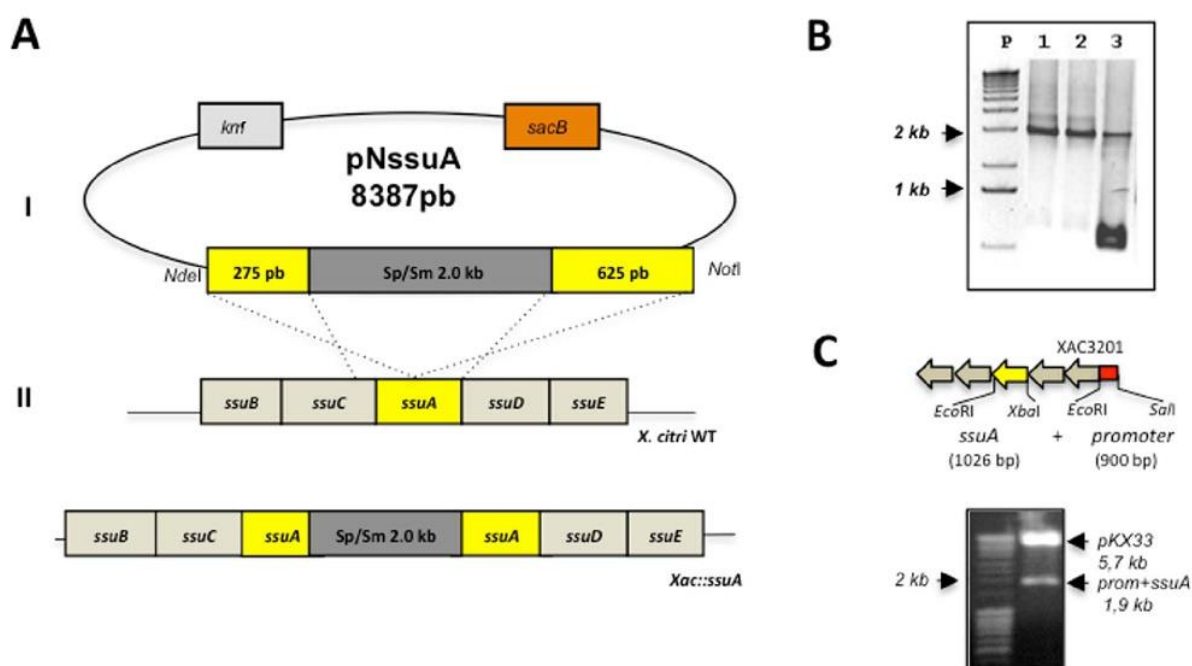 A
knf
sacB
pNssuA
8387pb
I
NdeI
275 pb
Sp/Sm 2.0 kb
625 pb
NotI
II
ssuB
ssuC
ssuA
ssuD
ssuE
X. citri WT
ssuB
ssuC
ssuA
Sp/Sm 2.0 kb
ssuA
ssuD
ssuE
Xac::ssuA
B
P 1 2 3
2 kb
1 kb
C
XAC3201
EcoRI XbaI EcoRI SalI
ssuA + promoter
(1026 bp) (900 bp)
pKX33
5,7 kb
2 kb
prom+ssuA
1,9 kb